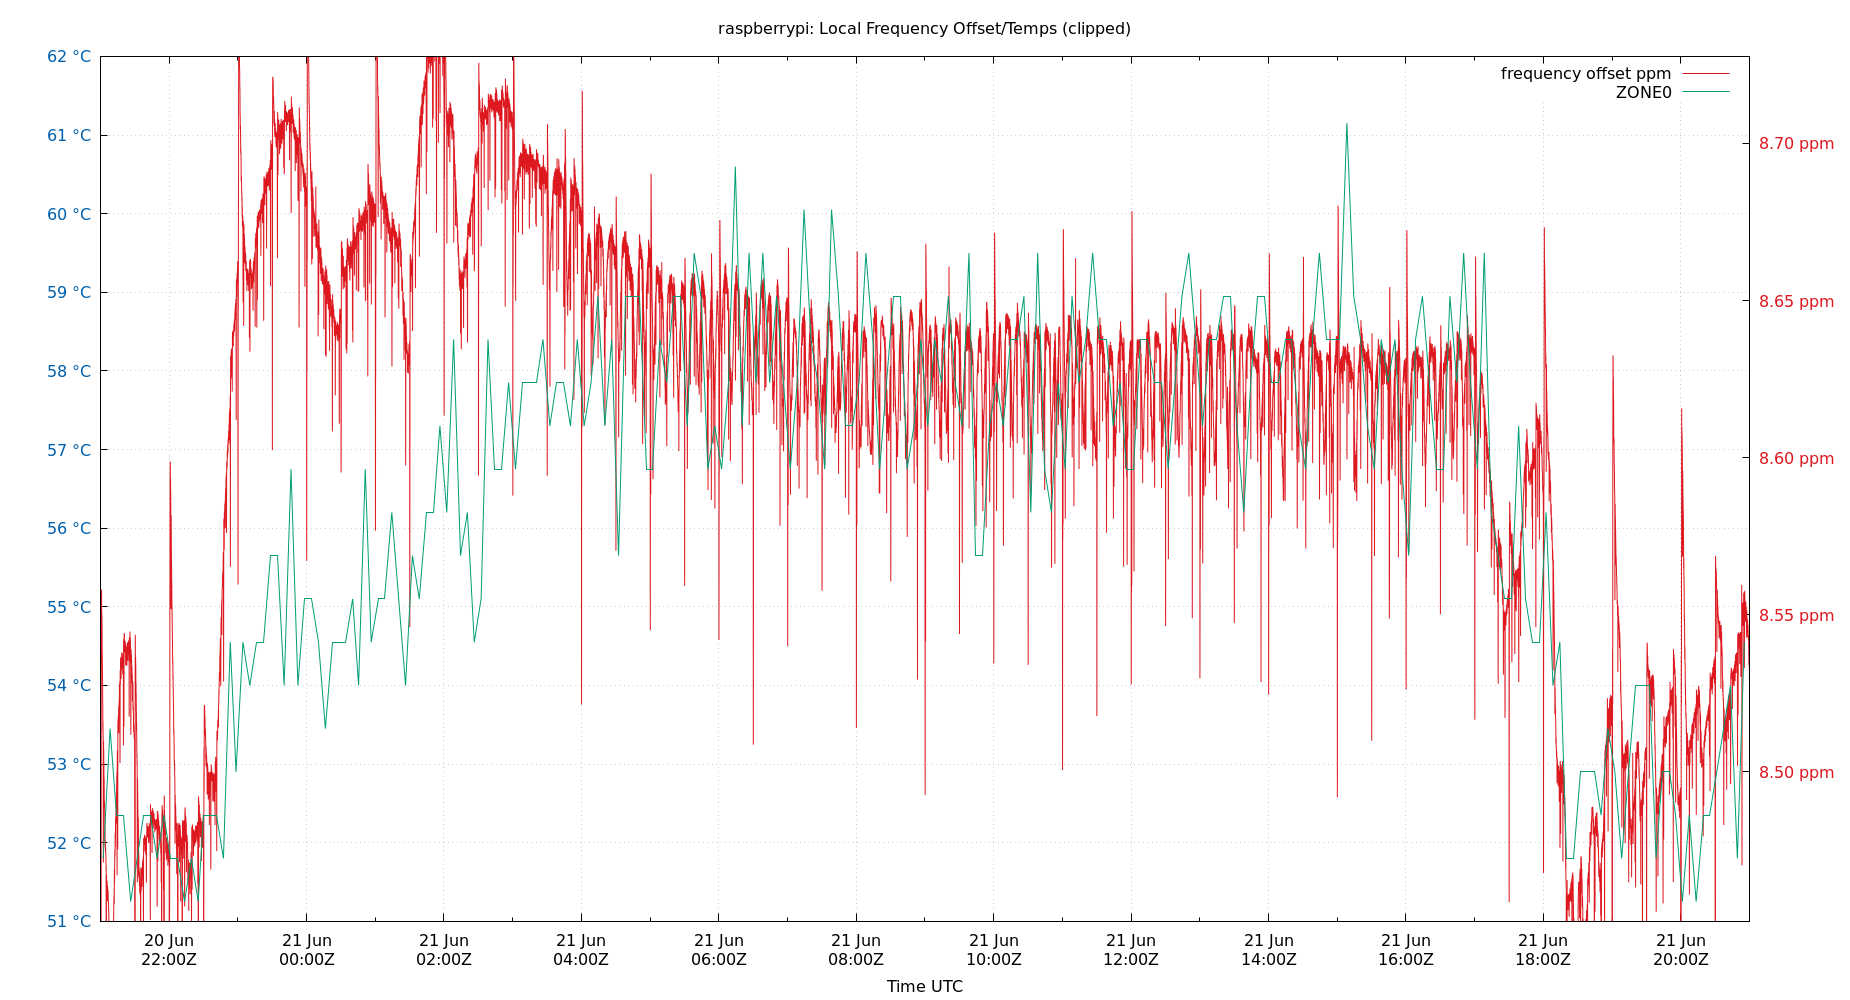 raspberrypi: Local Frequency Offset/Temps (clipped)
frequency offset ppm
ZONE0
62 °C
61 °C
60 °C
59 °C
58 °C
57 °C
56 °C
55 °C
54 °C
53 °C
52 °C
51 °C
8.70 ppm
8.65 ppm
8.60 ppm
8.55 ppm
8.50 ppm
20 Jun
22:00Z
21 Jun
00:00Z
21 Jun
02:00Z
21 Jun
04:00Z
21 Jun
06:00Z
21 Jun
08:00Z
21 Jun
10:00Z
21 Jun
12:00Z
21 Jun
14:00Z
21 Jun
16:00Z
21 Jun
18:00Z
21 Jun
20:00Z
Time UTC